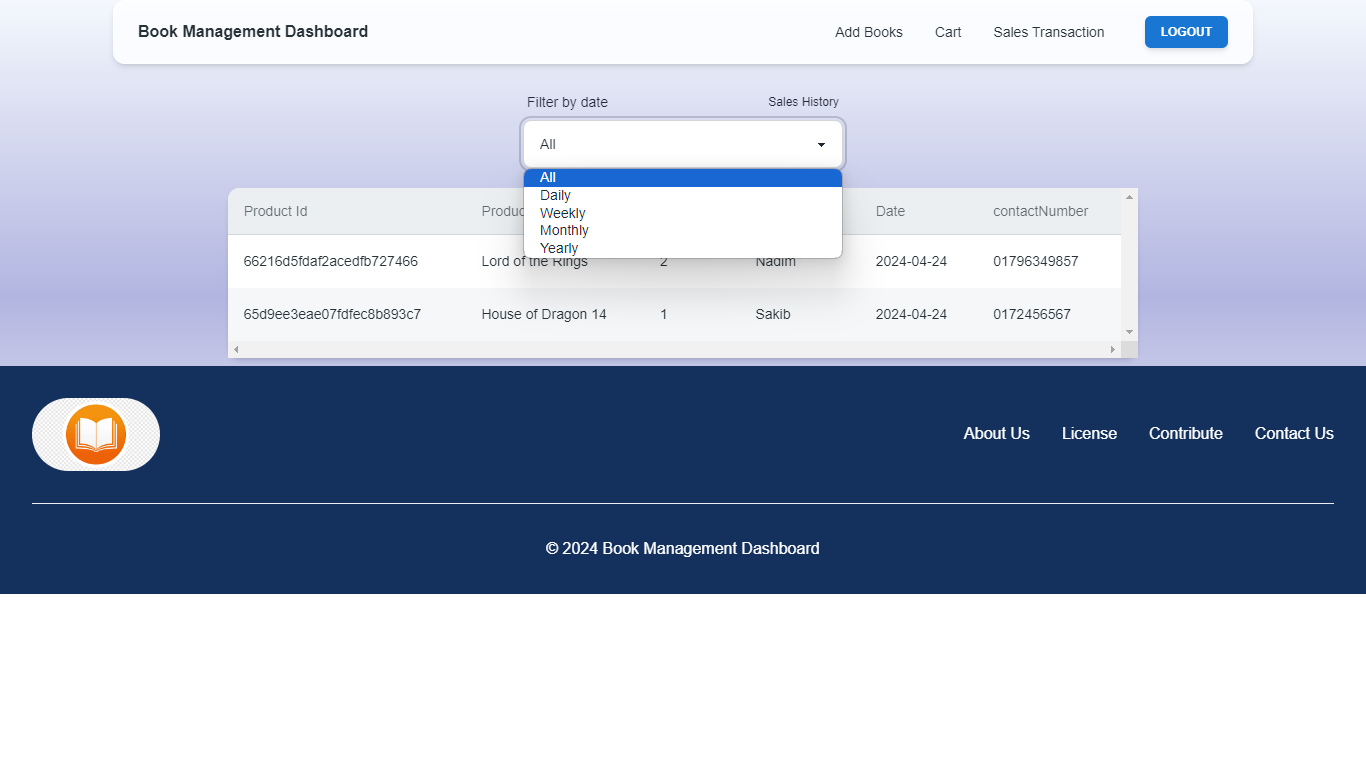 Book Management Dashboard Add Books Cart Sales Transaction LOGOUT
Filter by date Sales History
All
All
Daily
Weekly
Monthly
Yearly
Product Id Date contactNumber
66216d5fdaf2acedfb727466 Lord of the Rings 2 Nadim 2024-04-24 01796349857
65d9ee3eae07fdfec8b893c7 House of Dragon 14 1 Sakib 2024-04-24 0172456567
About Us License Contribute Contact Us
© 2024 Book Management Dashboard